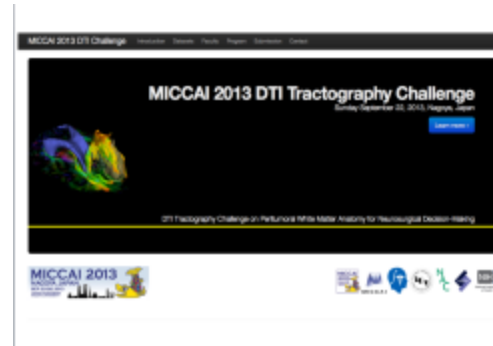 MICCAI 2013 DTI Challenge Introduction Datasets Results Program Submission Contact
MICCAI 2013 DTI Tractography Challenge
Sunday September 22, 2013, Nagoya, Japan
Learn more »
DTI Tractography Challenge on Peritumoral White Matter Anatomy for Neurosurgical Decision-Making
MICCAI 2013
NAGOYA JAPAN